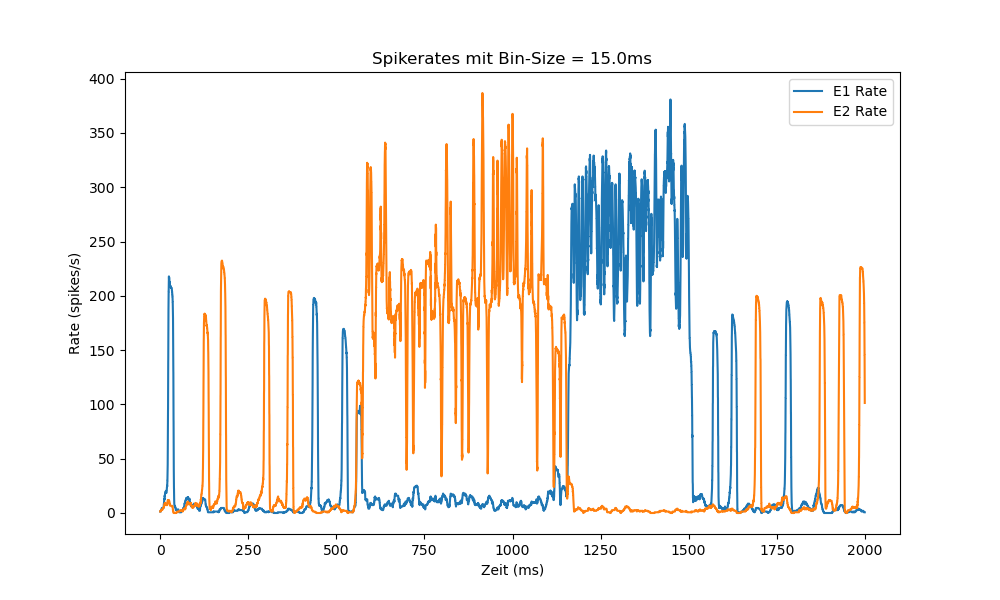 Spikerates mit Bin-Size = 15.0ms
E1 Rate
E2 Rate
400
350
300
250
200
150
100
50
0
Rate (spikes/s)
0 250 500 750 1000 1250 1500 1750 2000
Zeit (ms)